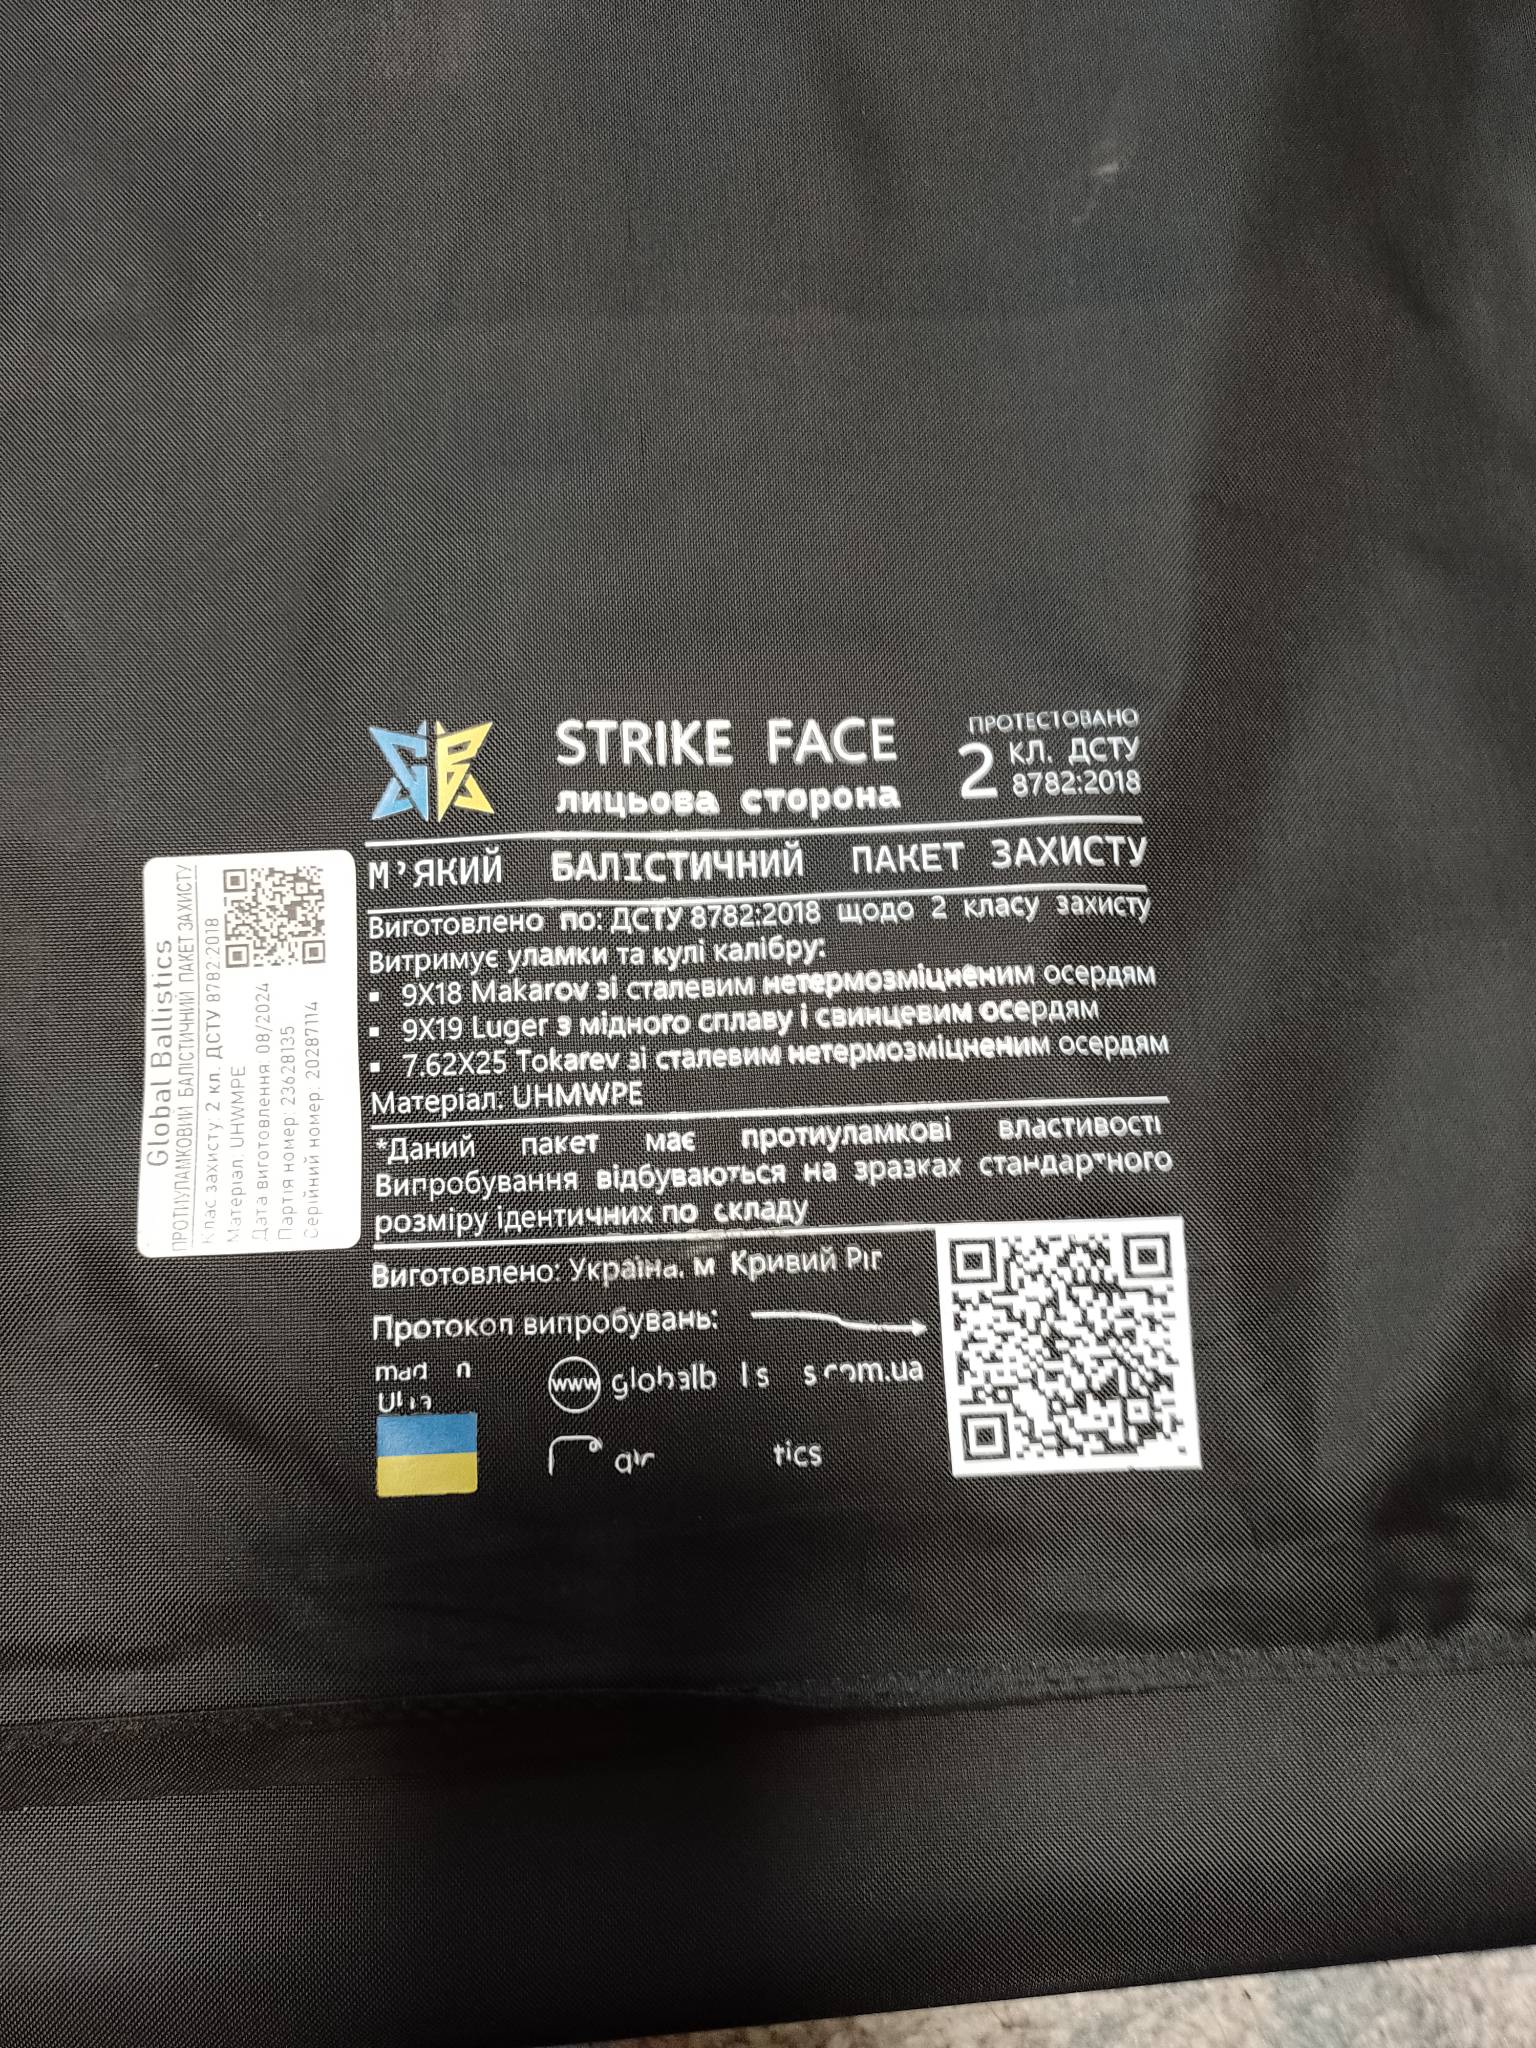 STRIKE FACE
лицьова сторона
ПРОТЕСТОВАНО
2 КЛ. ДСТУ
8782:2018
М'ЯКИЙ БАЛІСТИЧНИЙ ПАКЕТ ЗАХИСТУ
Виготовлено по: ДСТУ 8782:2018 щодо 2 класу захисту
Витримує уламки та кулі калібру:
▪ 9X18 Makarov зі сталевим нетермозміцненим осердям
▪ 9X19 Luger з мідного сплаву і свинцевим осердям
▪ 7.62X25 Tokarev зі сталевим нетермозміцненим осердям
Матеріал: UHMWPE
*Даний пакет має протиуламкові властивості
Випробування відбуваються на зразках стандартного
розміру ідентичних по складу
Виготовлено: Україна. м Кривий Ріг
Протокол випробувань:
www
Global Ballistics
ПРОТИУЛАМКОВИЙ БАЛІСТИЧНИЙ ПАКЕТ ЗАХИСТУ
Клас захисту: 2 кл. ДСТУ 8782:2018
Матеріал: UHWMPE
Дата виготовлення: 08/2024
Партія номер: 23628135
Серійний номер: 20287114